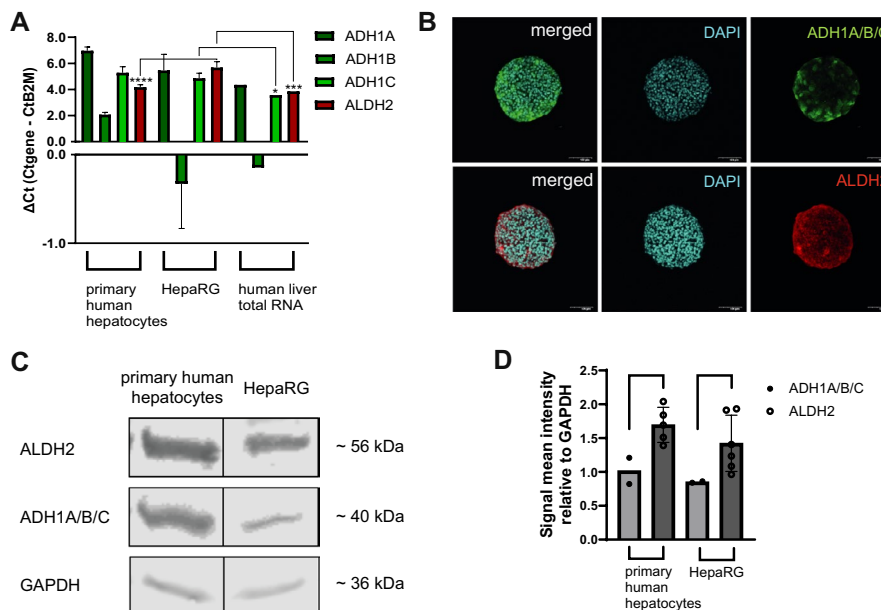 A
8.0
6.0
4.0
2.0
0.0
0.0
-1.0
ΔCt (Ctgene - CtB2M)
****
*
***
ADH1A
ADH1B
ADH1C
ALDH2
primary
human
hepatocytes
HepaRG
human liver
total RNA
B
merged
DAPI
ADH1A/B/C
merged
DAPI
ALDH2
C
primary human
hepatocytes
HepaRG
ALDH2
~ 56 kDa
ADH1A/B/C
~ 40 kDa
GAPDH
~ 36 kDa
D
Signal mean intensity
relative to GAPDH
2.5
2.0
1.5
1.0
0.5
0.0
ADH1A/B/C
ALDH2
primary
human
hepatocytes
HepaRG